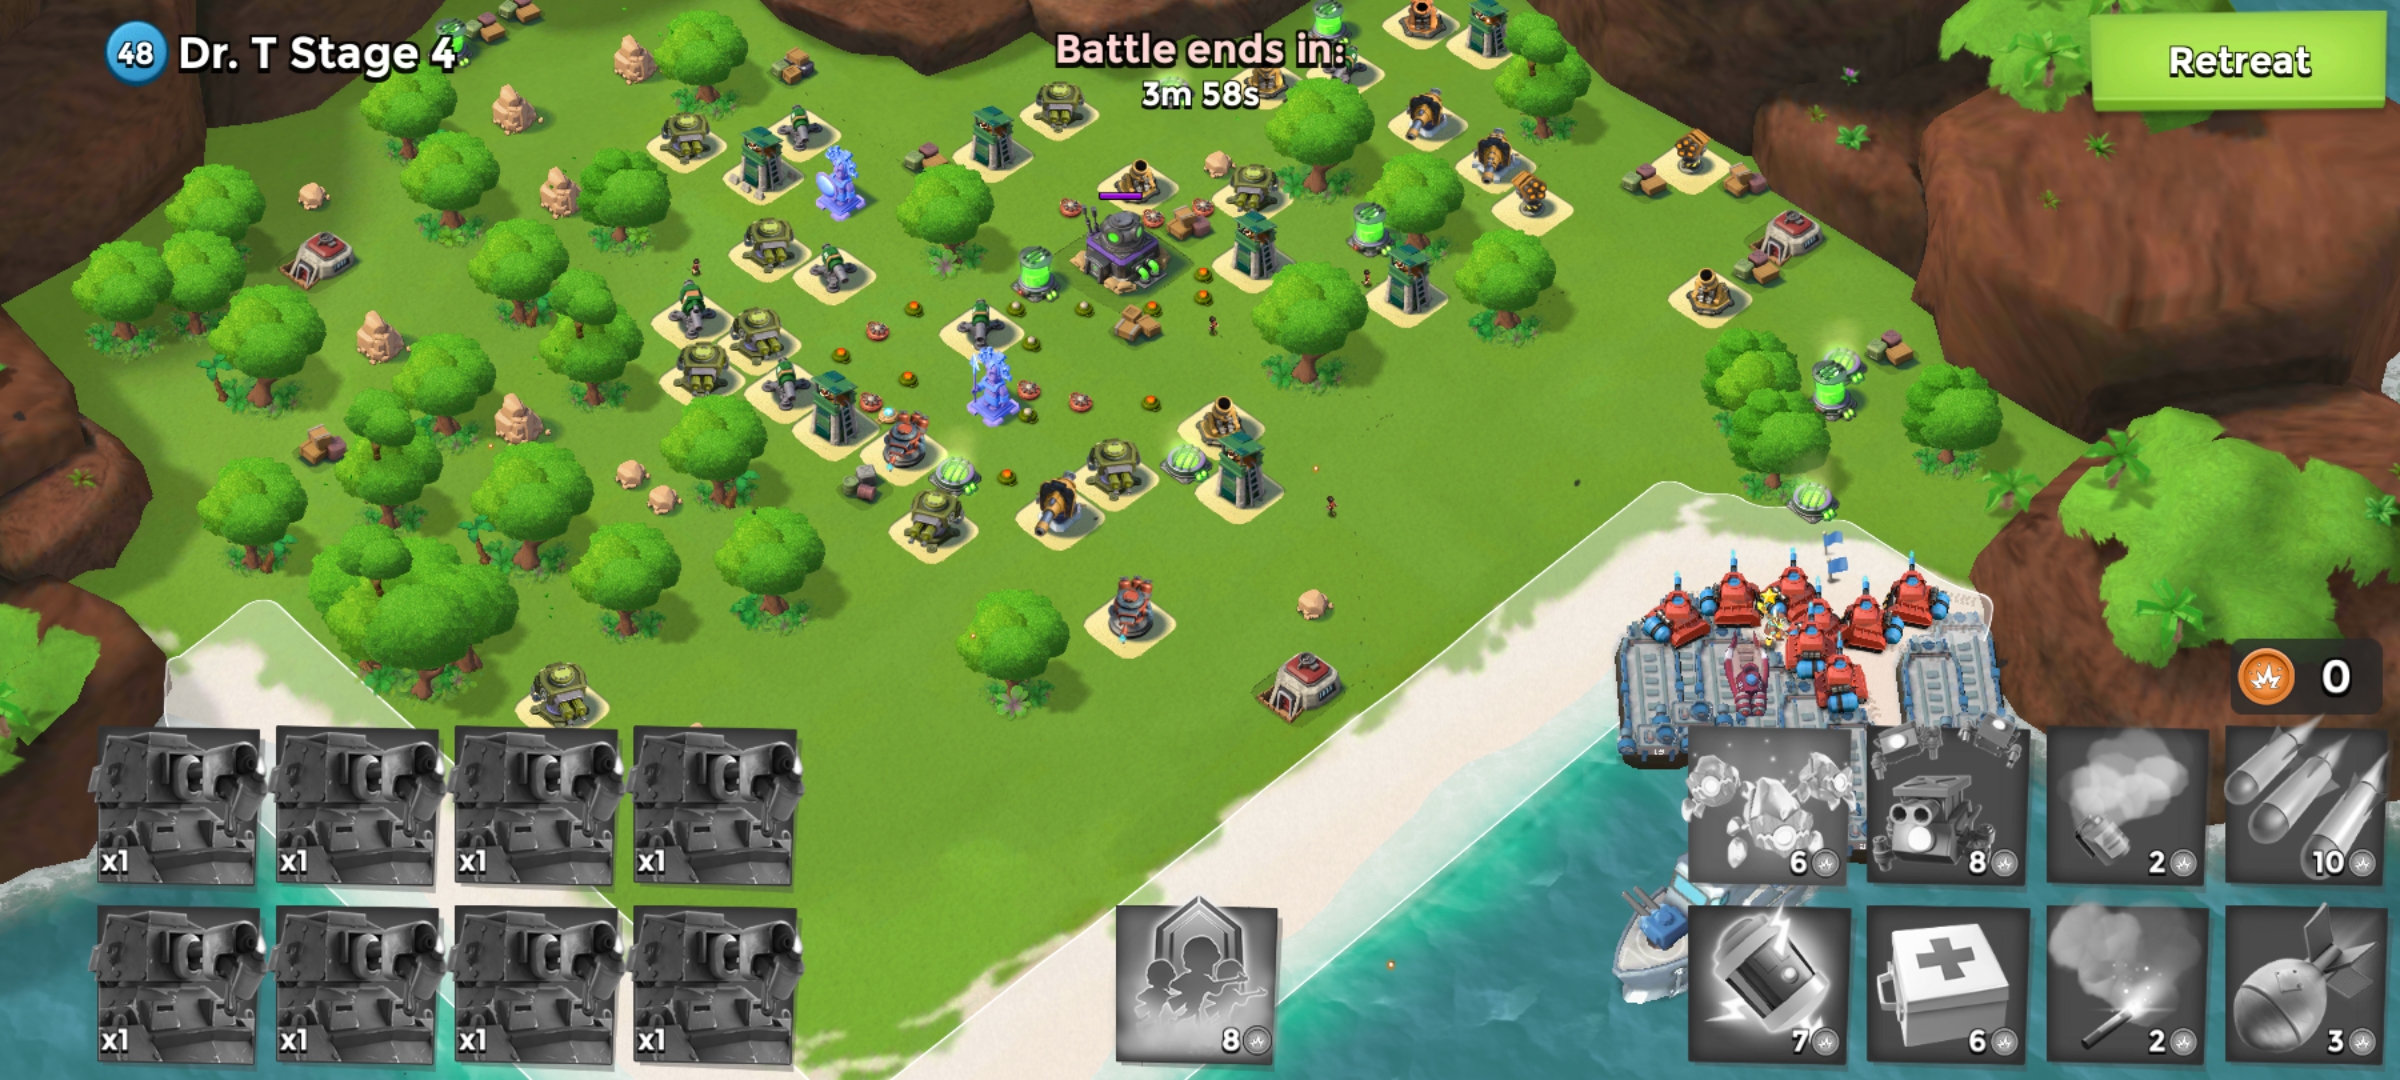 48 Dr. T Stage 4
Battle ends in:
3m 58s
Retreat
0
x1 x1 x1 x1
6 8 2 10
x1 x1 x1 x1
8
7 6 2 3